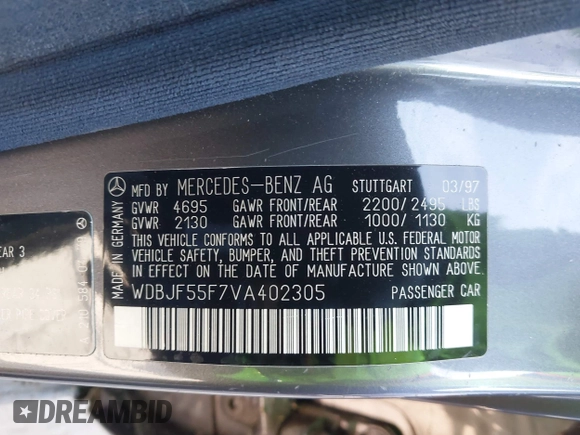 MFD BY MERCEDES-BENZ AG STUTTGART 03/97
GVWR 4695 GAWR FRONT/REAR 2200/2495 LBS
GVWR 2130 GAWR FRONT/REAR 1000/1130 KG
THIS VEHICLE CONFORMS TO ALL APPLICABLE U.S. FEDERAL MOTOR
VEHICLE SAFETY, BUMPER, AND THEFT PREVENTION STANDARDS
IN EFFECT ON THE DATE OF MANUFACTURE SHOWN ABOVE
WDBJF55F7VA402305 PASSENGER CAR
MADE IN GERMANY
EAR 3
DREAMBID